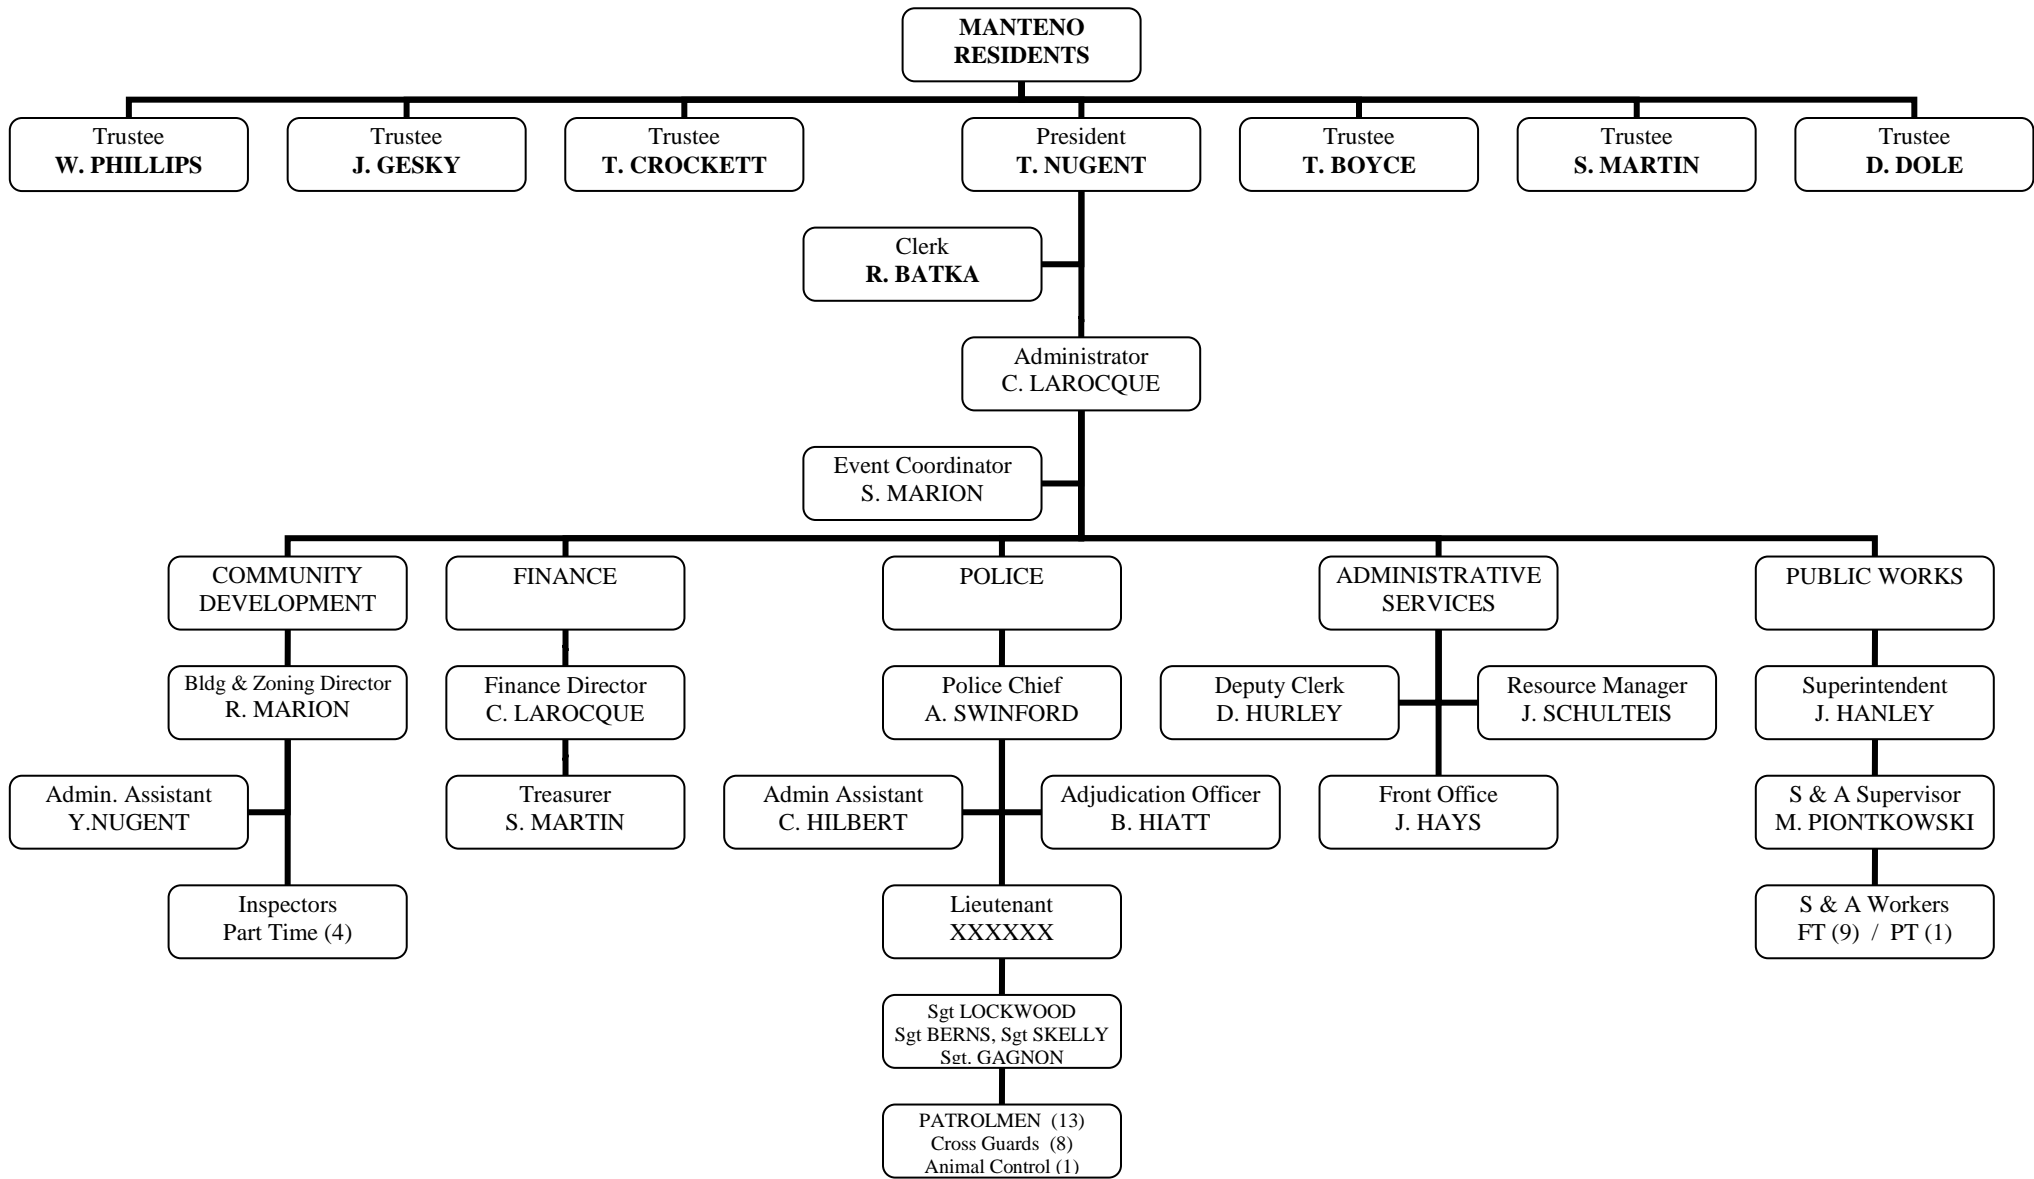 MANTENO
RESIDENTS
Trustee
W. PHILLIPS
Trustee
J. GESKY
Trustee
T. CROCKETT
President
T. NUGENT
Trustee
T. BOYCE
Trustee
S. MARTIN
Trustee
D. DOLE
Clerk
R. BATKA
Administrator
C. LAROCQUE
Event Coordinator
S. MARION
COMMUNITY
DEVELOPMENT
FINANCE
POLICE
ADMINISTRATIVE
SERVICES
PUBLIC WORKS
Bldg & Zoning Director
R. MARION
Finance Director
C. LAROCQUE
Police Chief
A. SWINFORD
Deputy Clerk
D. HURLEY
Resource Manager
J. SCHULTEIS
Superintendent
J. HANLEY
Admin. Assistant
Y.NUGENT
Treasurer
S. MARTIN
Admin Assistant
C. HILBERT
Adjudication Officer
B. HIATT
Front Office
J. HAYS
S & A Supervisor
M. PIONTKOWSKI
Inspectors
Part Time (4)
Lieutenant
XXXXXX
S & A Workers
FT (9) / PT (1)
Sgt LOCKWOOD
Sgt BERNS, Sgt SKELLY
Sgt. GAGNON
PATROLMEN (13)
Cross Guards (8)
Animal Control (1)